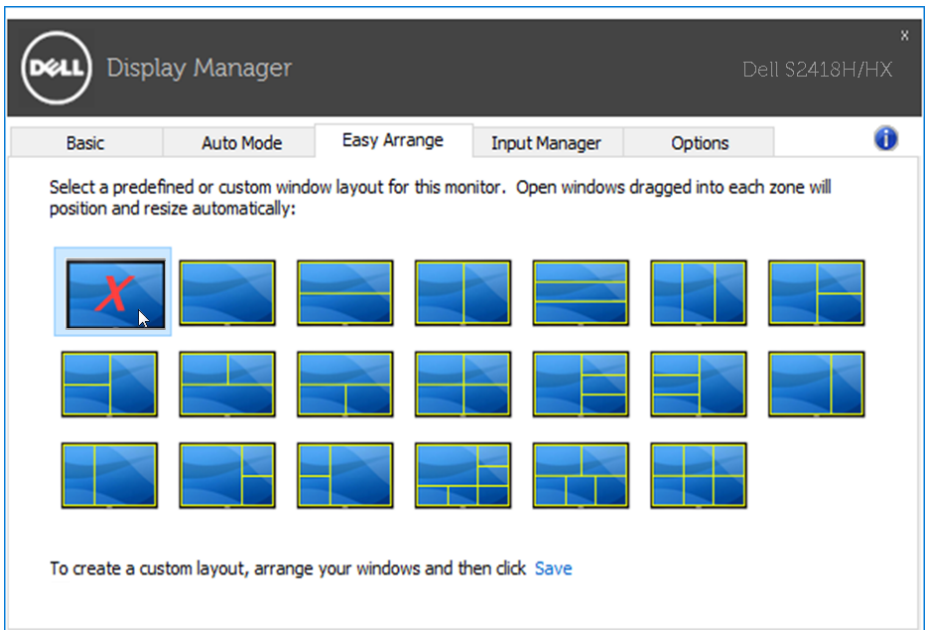 X
DELL
Display Manager
Dell S2418H/HX
Basic
Auto Mode
Easy Arrange
Input Manager
Options
i
Select a predefined or custom window layout for this monitor. Open windows dragged into each zone will
position and resize automatically:
X
To create a custom layout, arrange your windows and then click Save